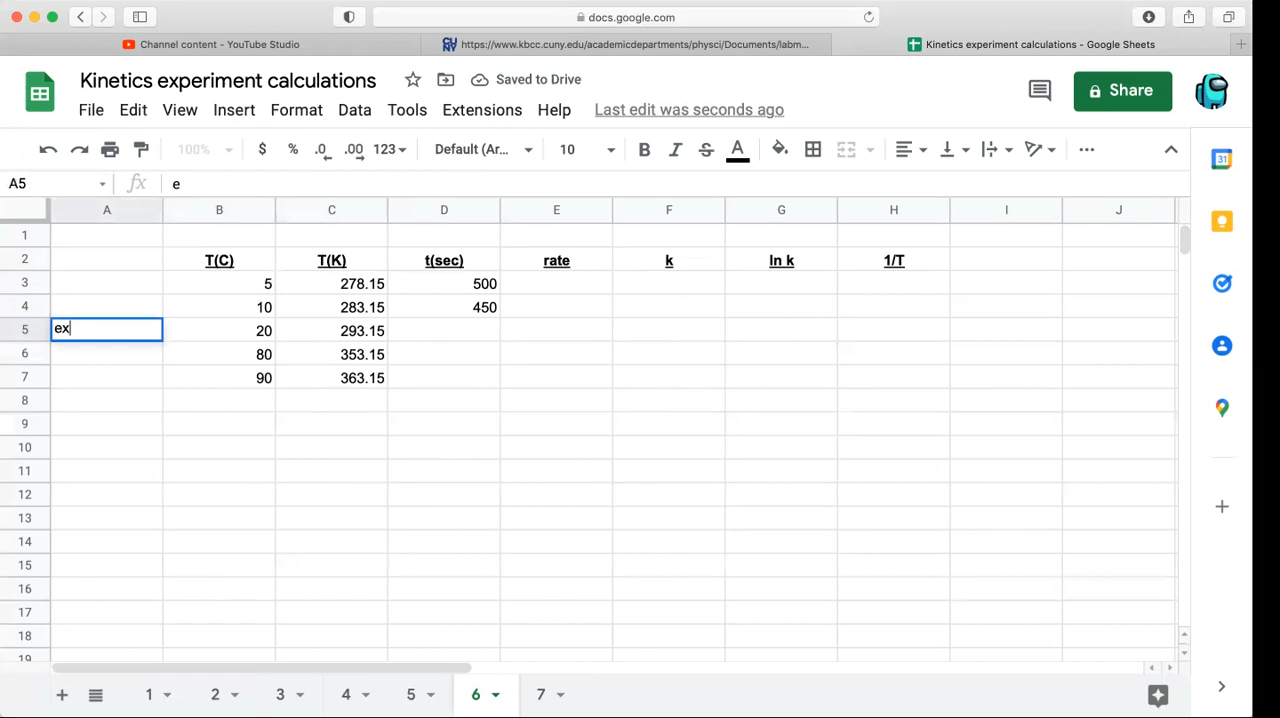 docs.google.com
Channel content - YouTube Studio
https://www.kbcc.cuny.edu/academicdepartments/physci/Documents/labm...
Kinetics experiment calculations - Google Sheets
Kinetics experiment calculations
Saved to Drive
Share
File Edit View Insert Format Data Tools Extensions Help Last edit was seconds ago
100% $ % .0 .00 123 Default (Ar... 10 B I S A
A5 fx e
A B C D E F G H I J
1
2 T(C) T(K) t(sec) rate k ln k 1/T
3 5 278.15 500
4 10 283.15 450
5 ex 20 293.15
6 80 353.15
7 90 363.15
8
9
10
11
12
13
14
15
16
17
18
19
1 2 3 4 5 6 7
31